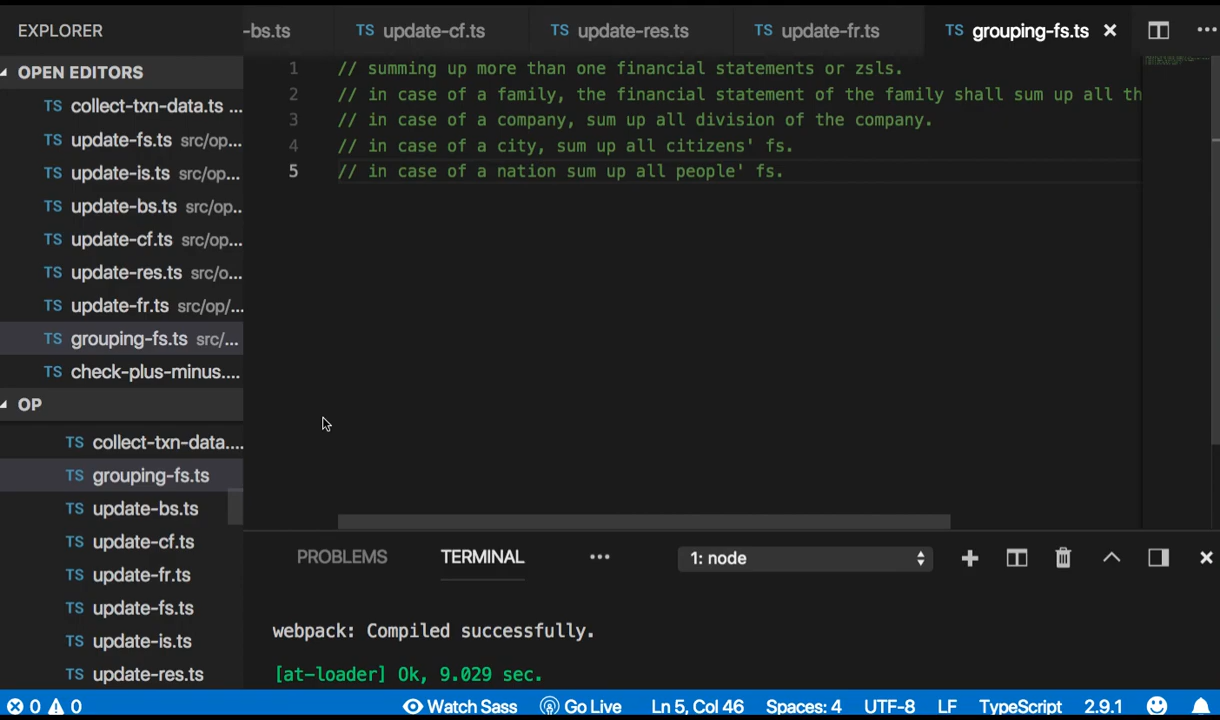 EXPLORER
-bs.ts
TS update-cf.ts
TS update-res.ts
TS update-fr.ts
TS grouping-fs.ts
OPEN EDITORS
TS collect-txn-data.ts ...
TS update-fs.ts src/op...
TS update-is.ts src/op...
TS update-bs.ts src/op...
TS update-cf.ts src/op...
TS update-res.ts src/o...
TS update-fr.ts src/op/...
TS grouping-fs.ts src/...
TS check-plus-minus....
OP
TS collect-txn-data....
TS grouping-fs.ts
TS update-bs.ts
TS update-cf.ts
TS update-fr.ts
TS update-fs.ts
TS update-is.ts
TS update-res.ts
1 // summing up more than one financial statements or zsls.
2 // in case of a family, the financial statement of the family shall sum up all th
3 // in case of a company, sum up all division of the company.
4 // in case of a city, sum up all citizens' fs.
5 // in case of a nation sum up all people' fs.
PROBLEMS TERMINAL ... 1: node
webpack: Compiled successfully.
[at-loader] Ok, 9.029 sec.
0 0 Watch Sass Go Live Ln 5, Col 46 Spaces: 4 UTF-8 LF TypeScript 2.9.1